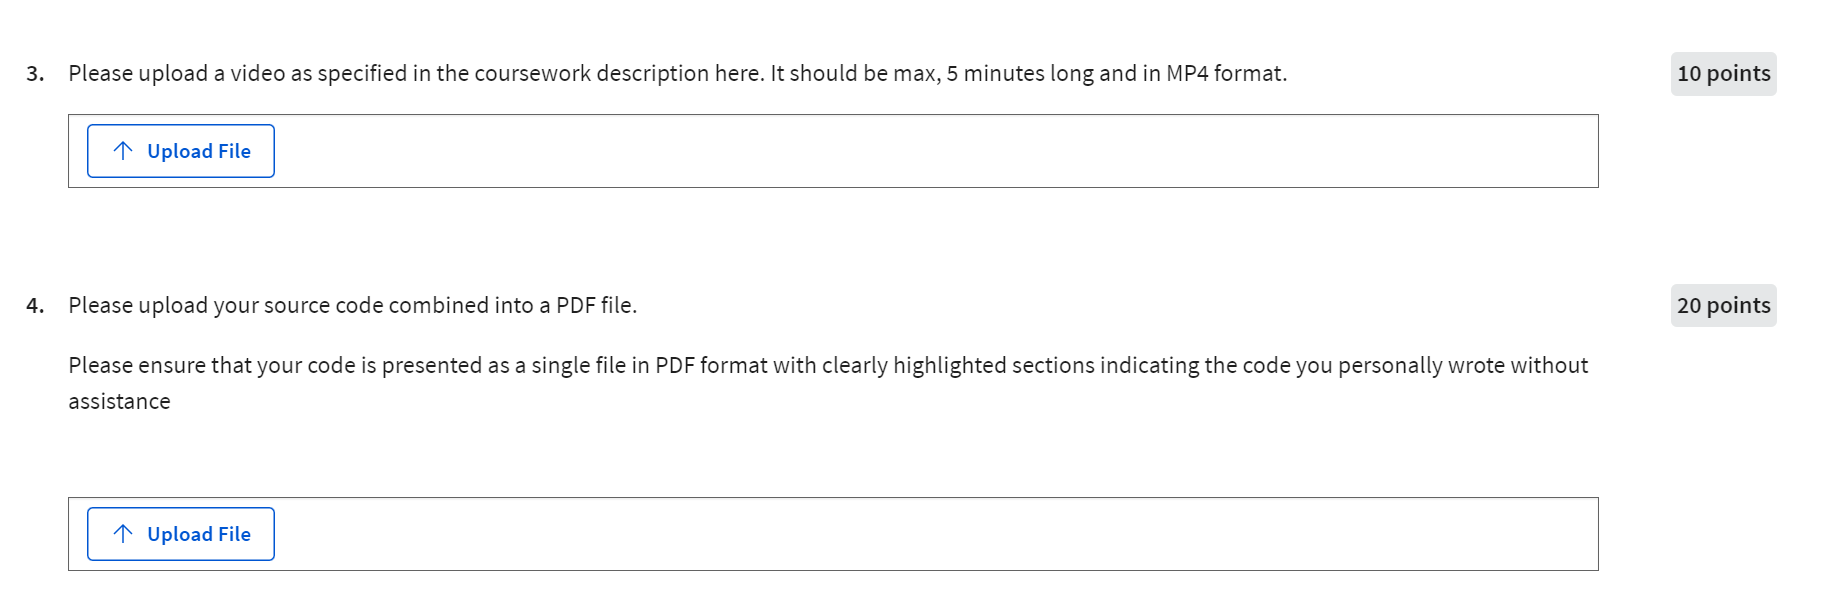 3. Please upload a video as specified in the coursework description here. It should be max, 5 minutes long and in MP4 format. 10 points
Upload File
4. Please upload your source code combined into a PDF file. 20 points
Please ensure that your code is presented as a single file in PDF format with clearly highlighted sections indicating the code you personally wrote without
assistance
Upload File